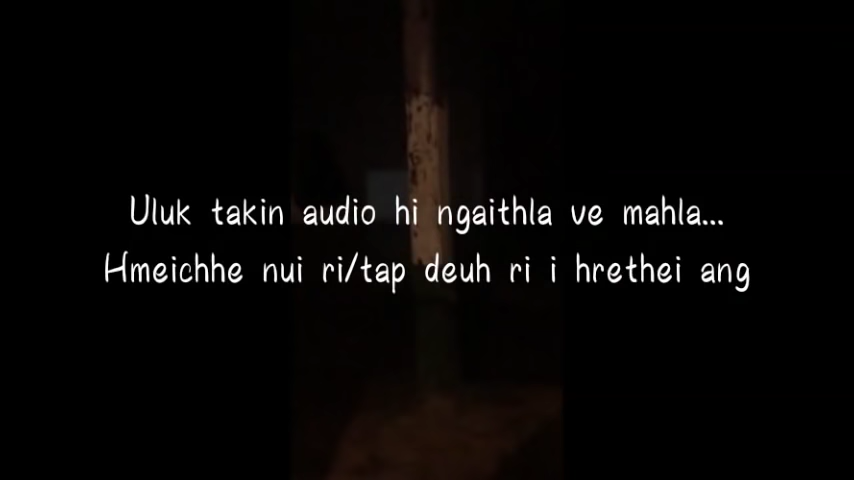 Uluk takin audio hi ngaithla ve mahla...
Hmeichhe nui ri/tap deuh ri i hrethei ang